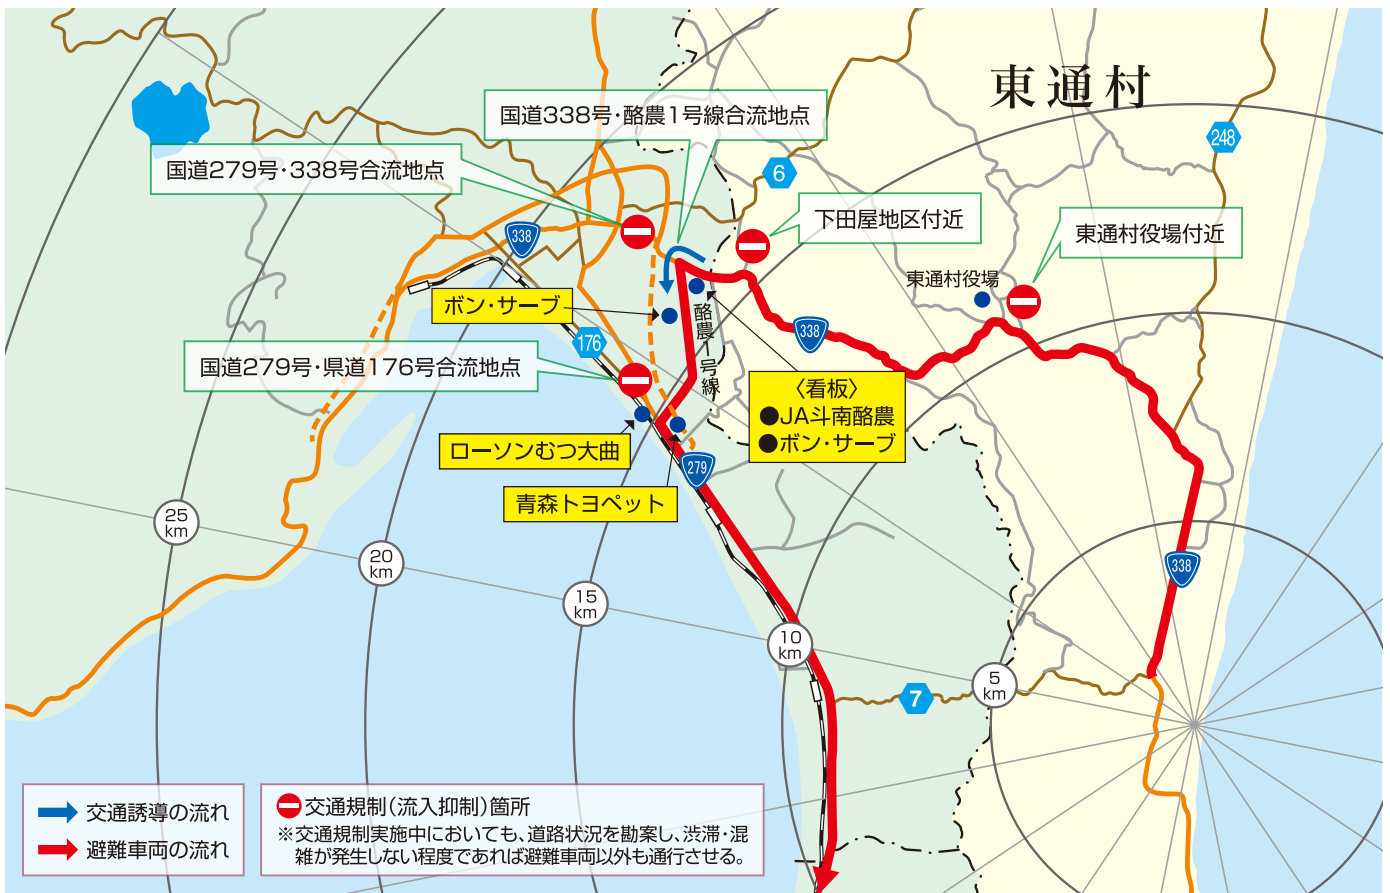 東通村
国道338号・酪農1号線合流地点
248
国道279号・338号合流地点
6
下田屋地区付近
東通村役場付近
338
東通村役場
ボン・サーブ
酪農1号線
338
176
国道279号・県道176号合流地点
〈看板〉
●JA斗南酪農
●ボン・サーブ
ローソンむつ大曲
279
青森トヨペット
25
km
20
km
338
15
km
10
km
5
km
7
交通誘導の流れ
避難車両の流れ
交通規制(流入抑制)箇所
※交通規制実施中においても、道路状況を勘案し、渋滞・混
雑が発生しない程度であれば避難車両以外も通行させる。